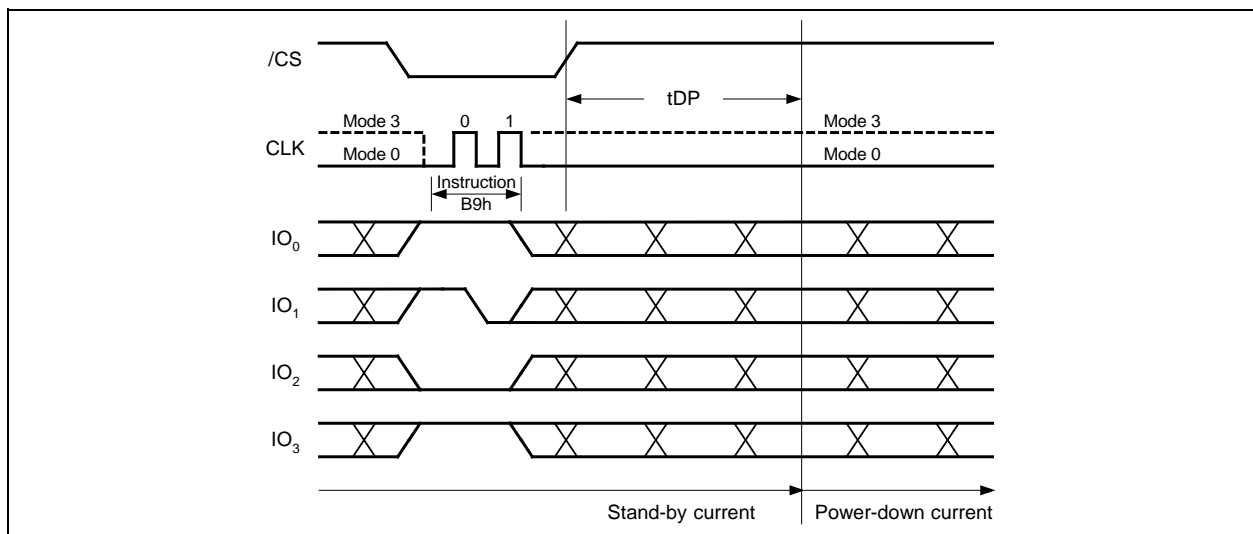 /CS
tDP
Mode 3 0 1 Mode 3
CLK
Mode 0 Mode 0
Instruction
B9h
IO0
IO1
IO2
IO3
Stand-by current Power-down current